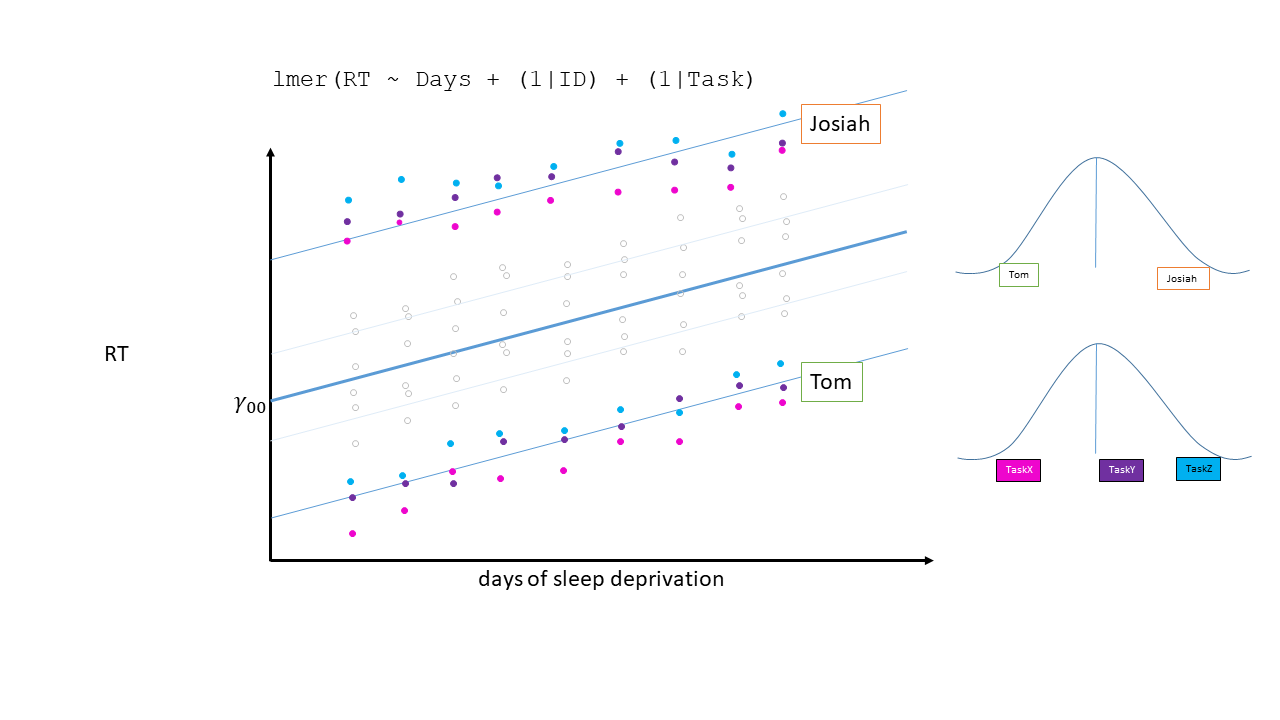 lmer(RT ~ Days + (1|ID) + (1|Task)
Josiah
RT
γ00
Tom
days of sleep deprivation
Tom
Josiah
TaskX
TaskY
TaskZ